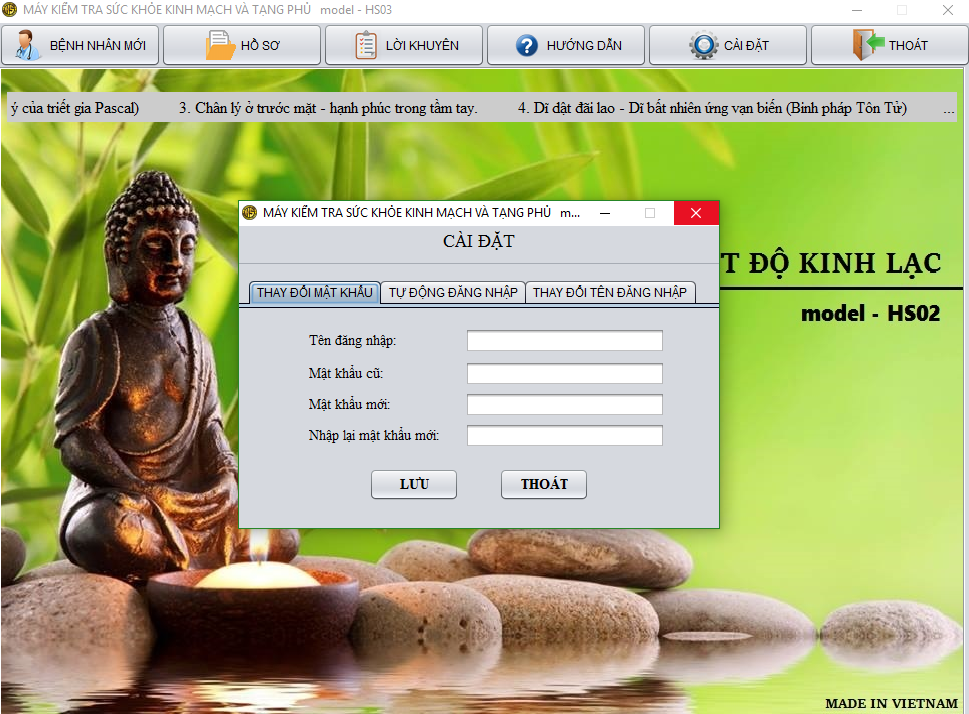 MÁY KIỂM TRA SỨC KHỎE KINH MẠCH VÀ TẠNG PHỦ model - HS03
BỆNH NHÂN MỚI HỒ SƠ LỜI KHUYÊN HƯỚNG DẪN CÀI ĐẶT THOÁT
ý của triết gia Pascal) 3. Chân lý ở trước mặt - hạnh phúc trong tầm tay. 4. Dĩ dật đãi lao - Dĩ bất nhiên ứng vạn biến (Binh pháp Tôn Tử) ...
MÁY KIỂM TRA SỨC KHỎE KINH MẠCH VÀ TẠNG PHỦ m...
CÀI ĐẶT
T ĐỘ KINH LẠC
THAY ĐỔI MẬT KHẨU TỰ ĐỘNG ĐĂNG NHẬP THAY ĐỔI TÊN ĐĂNG NHẬP
model - HS02
Tên đăng nhập:
Mật khẩu cũ:
Mật khẩu mới:
Nhập lại mật khẩu mới:
LƯU THOÁT
MADE IN VIETNAM